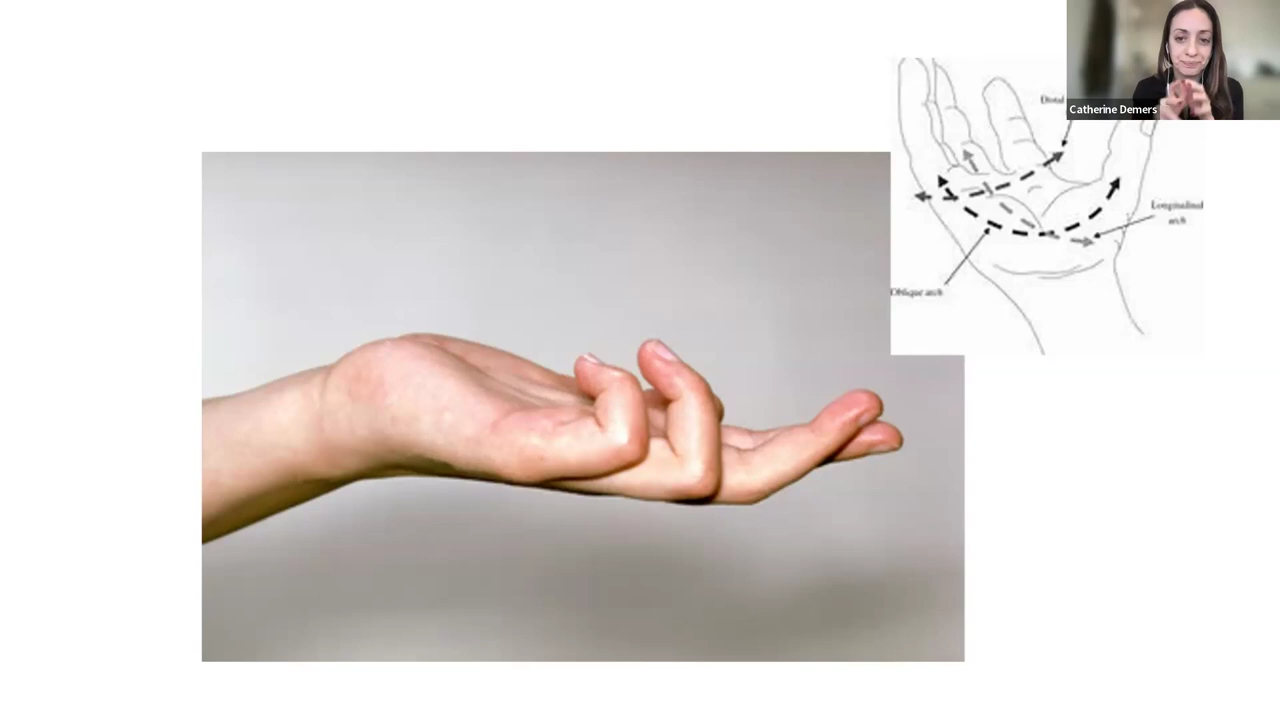 Catherine Demers
Distal
Longitudinal
arch
Oblique arch